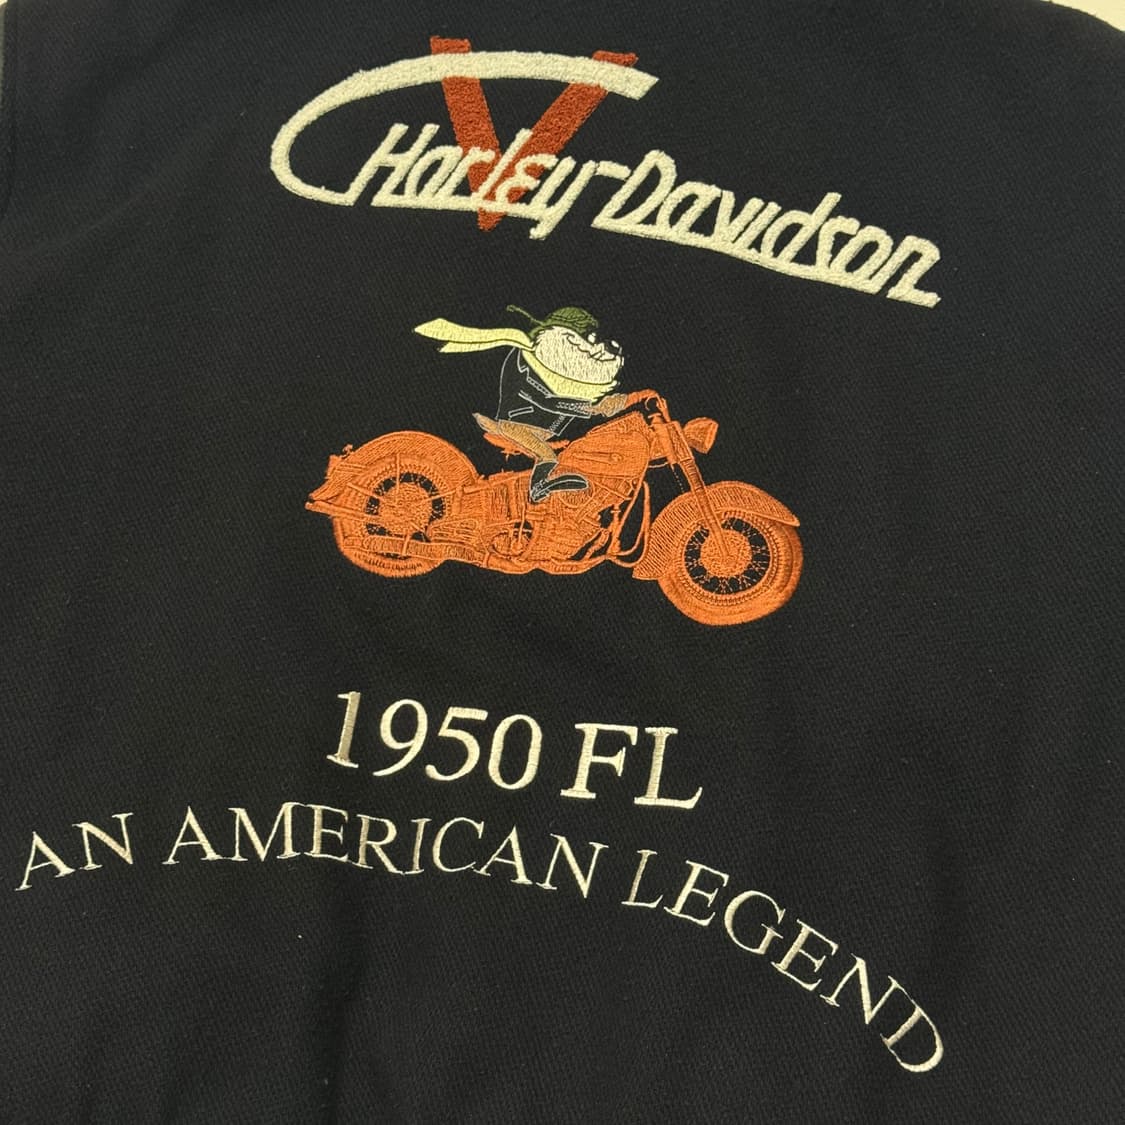 V
Harley-Davidson
1950 FL
AN AMERICAN LEGEND